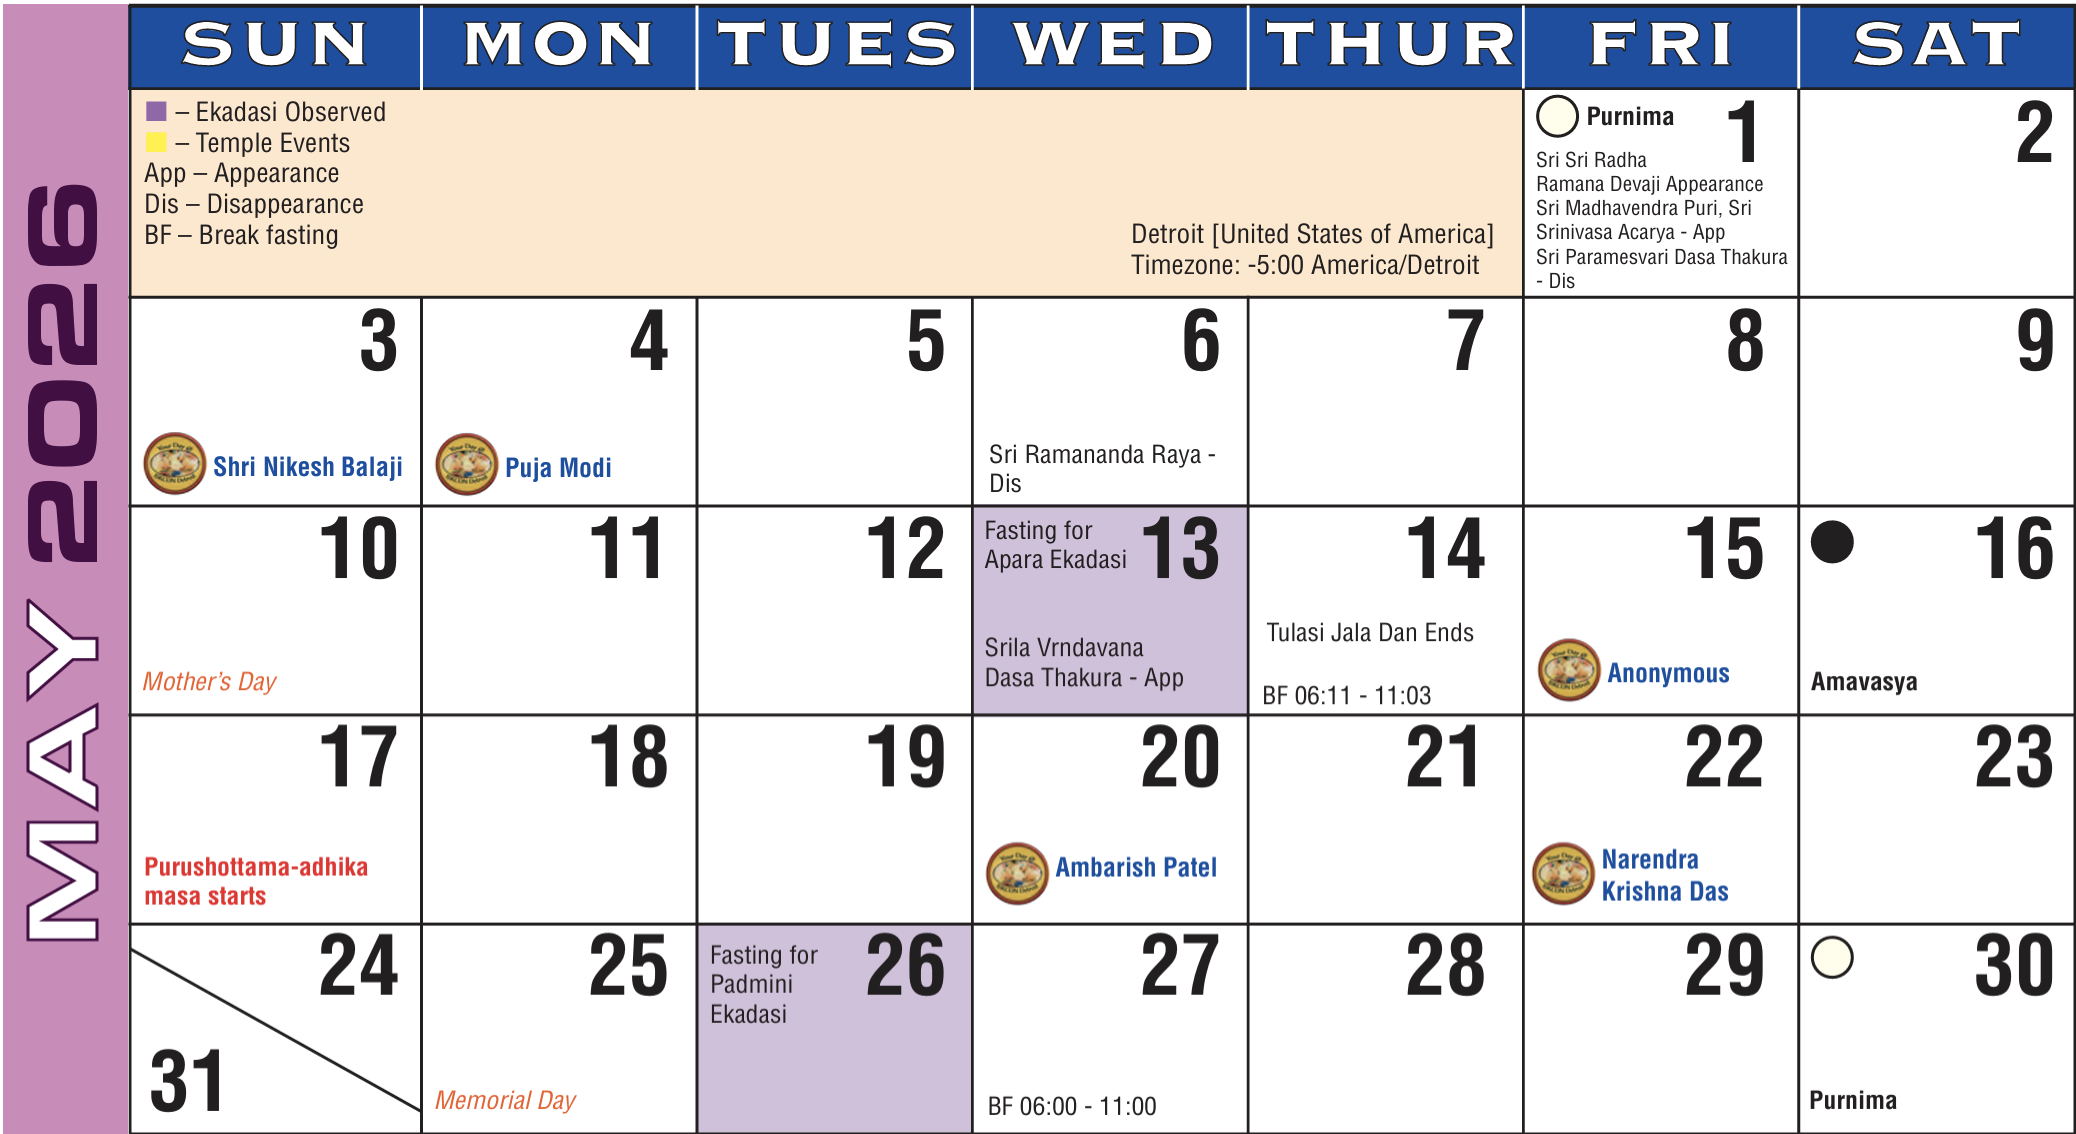 MAY 2026
SUN MON TUES WED THUR FRI SAT
– Ekadasi Observed
– Temple Events
App – Appearance
Dis – Disappearance
BF – Break fasting
Detroit [United States of America]
Timezone: -5:00 America/Detroit
Purnima 1
Sri Sri Radha
Ramana Devaji Appearance
Sri Madhavendra Puri, Sri
Srinivasa Acarya - App
Sri Paramesvari Dasa Thakura
- Dis
2
3
Shri Nikesh Balaji
4
Puja Modi
5
6
Sri Ramananda Raya -
Dis
7
8
9
10
Mother’s Day
11
12
Fasting for
Apara Ekadasi
13
Srila Vrndavana
Dasa Thakura - App
14
Tulasi Jala Dan Ends
BF 06:11 - 11:03
15
Anonymous
16
Amavasya
17
Purushottama-adhika
masa starts
18
19
20
Ambarish Patel
21
22
Narendra
Krishna Das
23
24
31
25
Memorial Day
Fasting for
Padmini
Ekadasi
26
27
BF 06:00 - 11:00
28
29
30
Purnima